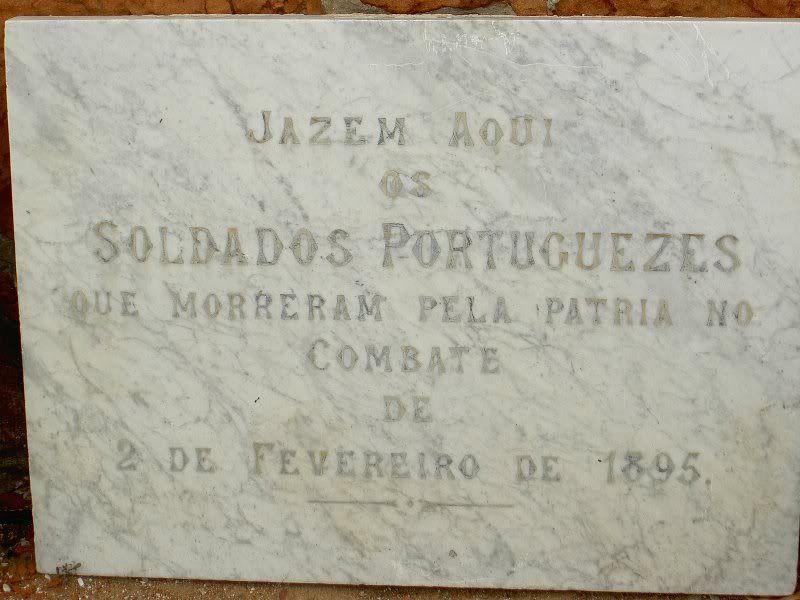 JAZEM AQUI
OS
SOLDADOS PORTUGUEZES
QUE MORRERAM PELA PATRIA NO
COMBATE
DE
2 DE FEVEREIRO DE 1895.